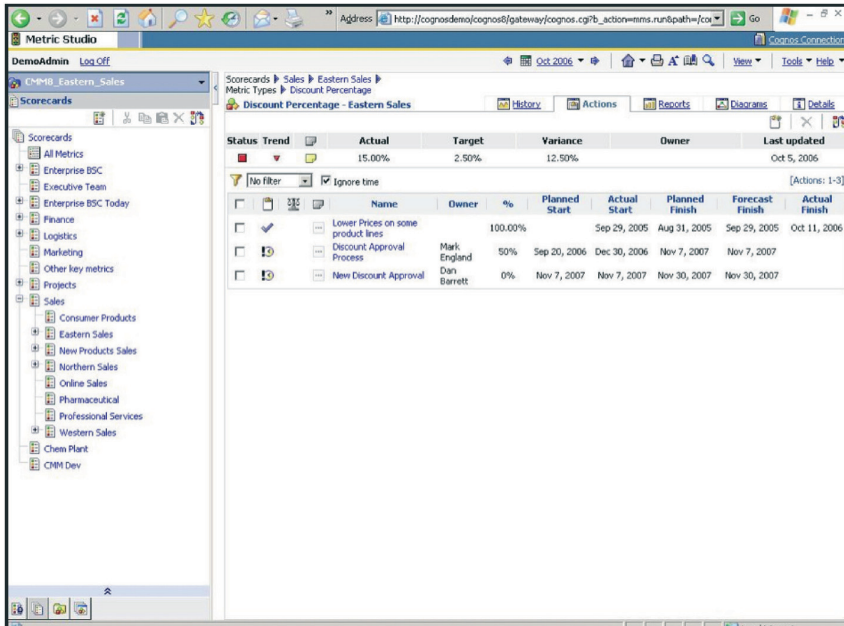 » Address http://cognosdemo/cognos8/gateway/cognos.cgi?b_action=mms.run&path=/cor Go
Metric Studio
Cognos Connection
DemoAdmin Log Off
Oct 2006
View Tools Help
CMM8_Eastern_Sales
Scorecards
Scorecards
All Metrics
Enterprise BSC
Executive Team
Enterprise BSC Today
Finance
Logistics
Marketing
Other key metrics
Projects
Sales
Consumer Products
Eastern Sales
New Products Sales
Northern Sales
Online Sales
Pharmaceutical
Professional Services
Western Sales
Chem Plant
CMM Dev
Scorecards Sales Eastern Sales
Metric Types Discount Percentage
Discount Percentage - Eastern Sales
History Actions Reports Diagrams Details
Status Trend Actual Target Variance Owner Last updated
15.00% 2.50% 12.50% Oct 5, 2006
No filter Ignore time [Actions: 1-3]
Name Owner % Planned Start Actual Start Planned Finish Forecast Finish Actual Finish
Lower Prices on some product lines 100.00% Sep 29, 2005 Aug 31, 2005 Sep 29, 2005 Oct 11, 2006
Discount Approval Process Mark England 50% Sep 20, 2006 Dec 30, 2006 Nov 7, 2007 Nov 7, 2007
New Discount Approval Dan Barrett 0% Nov 7, 2007 Nov 7, 2007 Nov 30, 2007 Nov 30, 2007